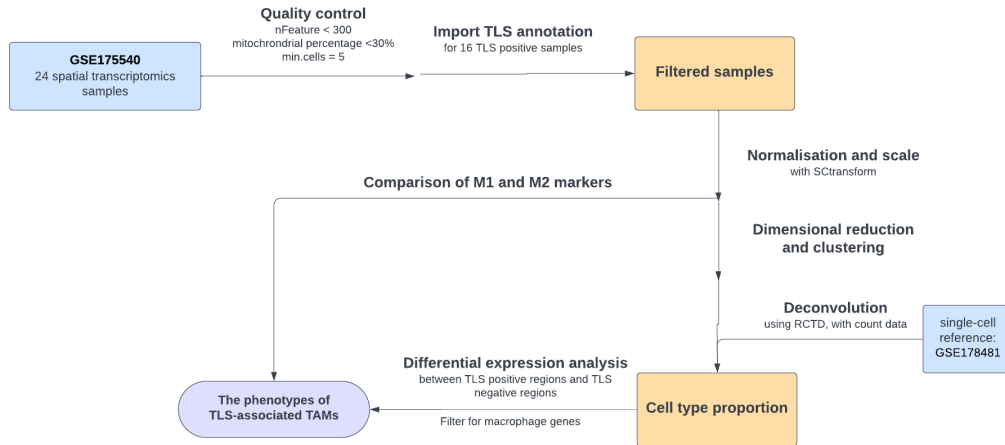 Quality control
nFeature < 300
mitochrondrial percentage <30%
min.cells = 5
Import TLS annotation
for 16 TLS positive samples
GSE175540
24 spatial transcriptomics
samples
Filtered samples
Normalisation and scale
with SCtransform
Comparison of M1 and M2 markers
Dimensional reduction
and clustering
Deconvolution
using RCTD, with count data
single-cell
reference:
GSE178481
Differential expression analysis
between TLS positive regions and TLS
negative regions
Filter for macrophage genes
The phenotypes of
TLS-associated TAMs
Cell type proportion